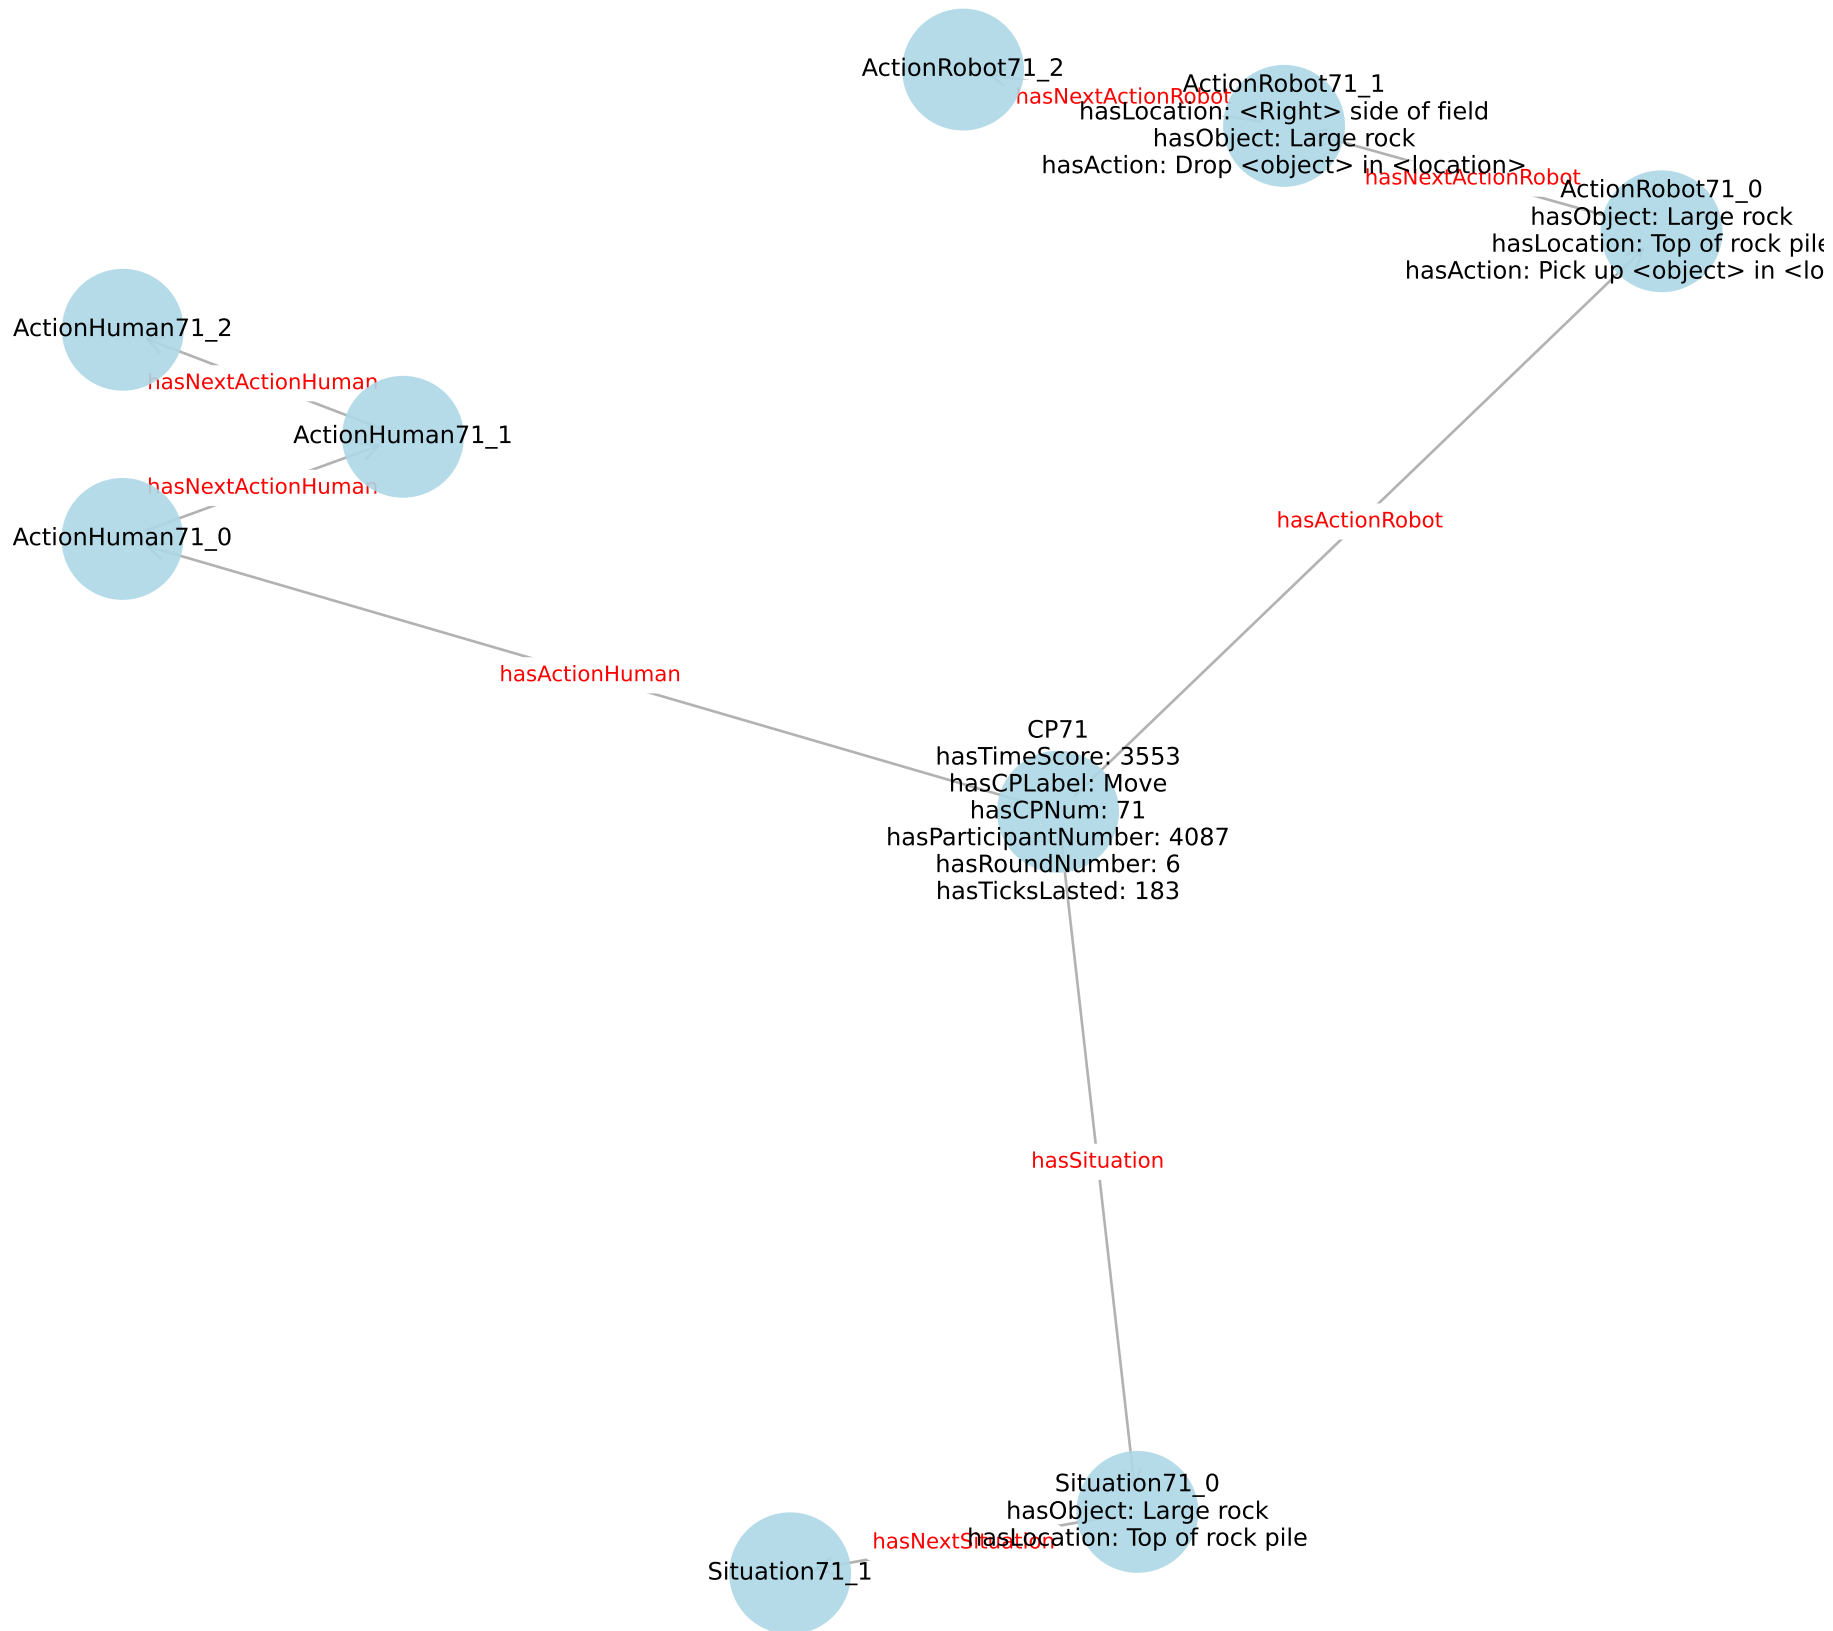 ActionRobot71_2
hasNextActionRobot
ActionRobot71_1
hasLocation: <Right> side of field
hasObject: Large rock
hasAction: Drop <object> in <location>
hasNextActionRobot
ActionRobot71_0
hasObject: Large rock
hasLocation: Top of rock pile
hasAction: Pick up <object> in <lo
ActionHuman71_2
hasNextActionHuman
ActionHuman71_1
hasNextActionHuman
ActionHuman71_0
hasActionRobot
hasActionHuman
CP71
hasTimeScore: 3553
hasCPLabel: Move
hasCPNum: 71
hasParticipantNumber: 4087
hasRoundNumber: 6
hasTicksLasted: 183
hasSituation
Situation71_0
hasObject: Large rock
hasLocation: Top of rock pile
hasNextSituation
Situation71_1